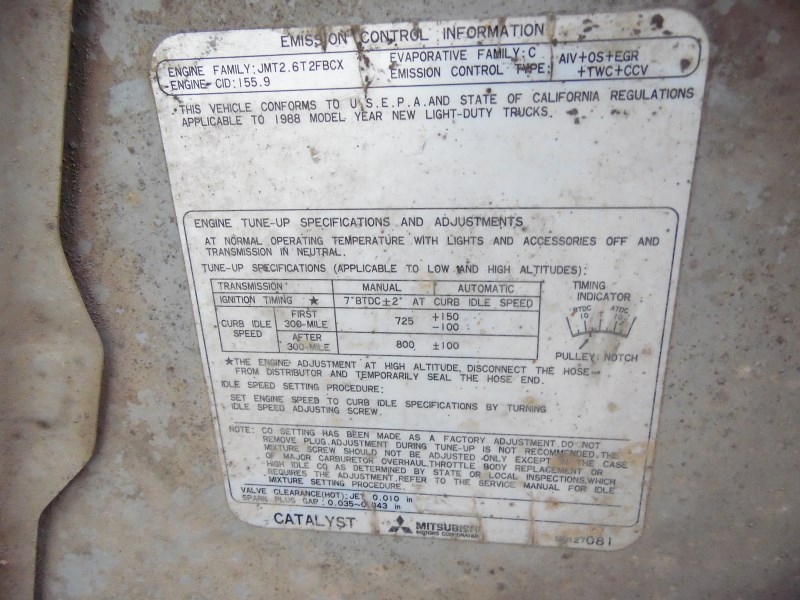 EMISSION CONTROL INFORMATION
ENGINE FAMILY: JMT2.6T2FBCX
ENGINE CID: 155.9
EVAPORATIVE FAMILY: C
EMISSION CONTROL TYPE:
AIV+OS+EGR
+TWC+CCV
THIS VEHICLE CONFORMS TO U.S.E.P.A. AND STATE OF CALIFORNIA REGULATIONS
APPLICABLE TO 1988 MODEL YEAR NEW LIGHT-DUTY TRUCKS.
ENGINE TUNE-UP SPECIFICATIONS AND ADJUSTMENTS
AT NORMAL OPERATING TEMPERATURE WITH LIGHTS AND ACCESSORIES OFF AND
TRANSMISSION IN NEUTRAL.
TUNE-UP SPECIFICATIONS (APPLICABLE TO LOW AND HIGH ALTITUDES):
TRANSMISSION MANUAL AUTOMATIC
IGNITION TIMING ★ 7°BTDC±2° AT CURB IDLE SPEED
CURB IDLE SPEED
FIRST 300-MILE 725 +150 -100
AFTER 300-MILE 800 ±100
TIMING
INDICATOR
BTDC ATDC
10 10
PULLEY NOTCH
★THE ENGINE ADJUSTMENT AT HIGH ALTITUDE, DISCONNECT THE HOSE
FROM DISTRIBUTOR AND TEMPORARILY SEAL THE HOSE END.
IDLE SPEED SETTING PROCEDURE:
SET ENGINE SPEED TO CURB IDLE SPECIFICATIONS BY TURNING
IDLE SPEED ADJUSTING SCREW.
NOTE: CO SETTING HAS BEEN MADE AS A FACTORY ADJUSTMENT. DO NOT
REMOVE PLUG. ADJUSTMENT DURING TUNE-UP IS NOT RECOMMENDED. THE
MIXTURE SCREW SHOULD NOT BE ADJUSTED ONLY EXCEPT THE CASE
OF MAJOR CARBURETOR OVERHAUL, THROTTLE BODY REPLACEMENT OR
HIGH IDLE CO AS DETERMINED BY STATE OR LOCAL INSPECTIONS, WHICH
REQUIRES THE ADJUSTMENT, REFER TO THE SERVICE MANUAL FOR IDLE
MIXTURE SETTING PROCEDURE.
VALVE CLEARANCE(HOT): JET 0.010 in
SPARK PLUG GAP: 0.035~0.043 in
CATALYST
MITSUBISHI
MOTORS CORPORATION